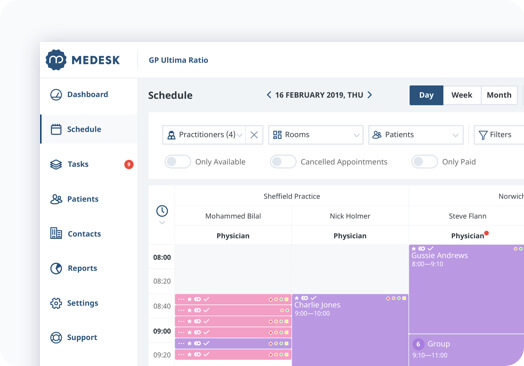 MEDESK
GP Ultima Ratio
Dashboard
Schedule
Tasks
9
Patients
Contacts
Reports
Settings
Support
Schedule
16 FEBRUARY 2019, THU
Day
Week
Month
Practitioners (4)
Rooms
Patients
Filters
Only Available
Cancelled Appointments
Only Paid
Sheffield Practice
Norwich
Mohammed Bilal
Nick Holmer
Steve Flann
Physician
Physician
Physician
08:00
08:20
08:40
09:00
09:20
Gussie Andrews
8:00—9:10
Charlie Jones
9:00—10:00
6
Group
9:10—11:00